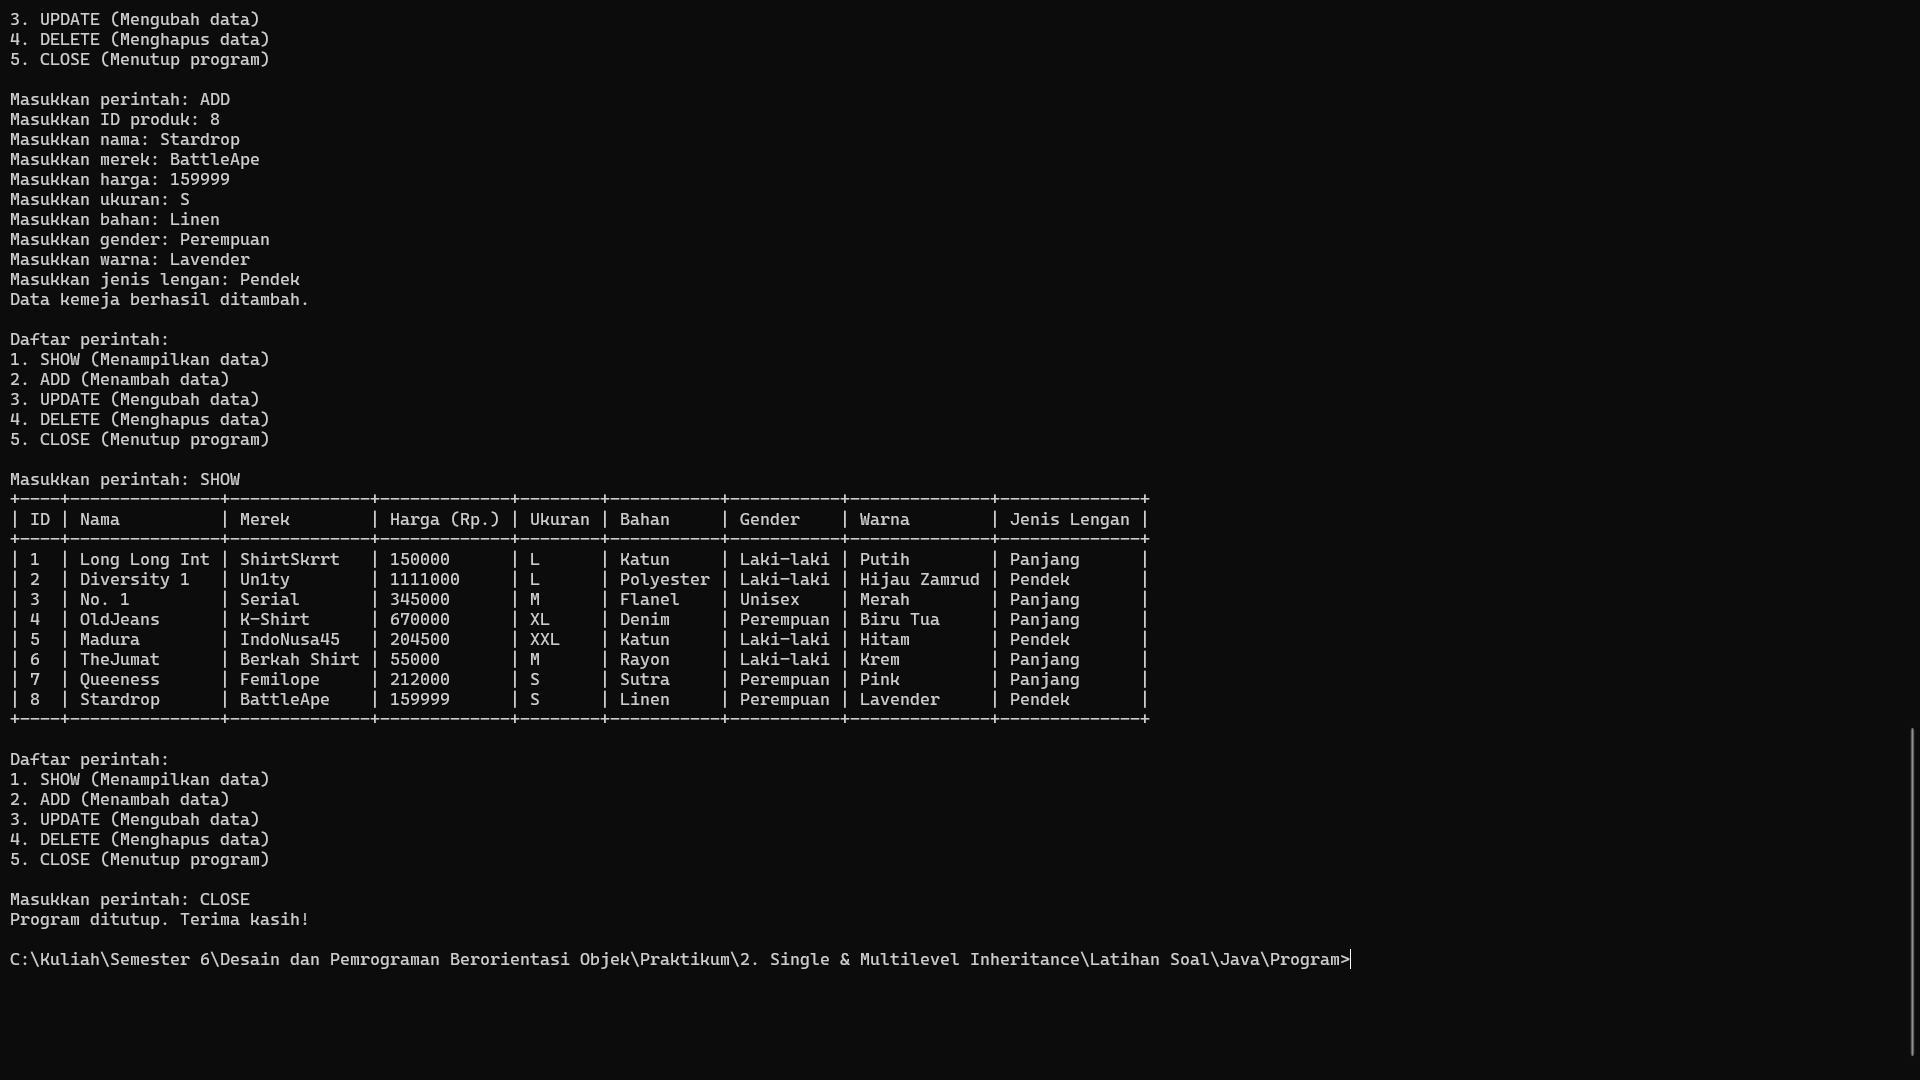 3. UPDATE (Mengubah data)
4. DELETE (Menghapus data)
5. CLOSE (Menutup program)
Masukkan perintah: ADD
Masukkan ID produk: 8
Masukkan nama: Stardrop
Masukkan merek: BattleApe
Masukkan harga: 159999
Masukkan ukuran: S
Masukkan bahan: Linen
Masukkan gender: Perempuan
Masukkan warna: Lavender
Masukkan jenis lengan: Pendek
Data kemeja berhasil ditambah.
Daftar perintah:
1. SHOW (Menampilkan data)
2. ADD (Menambah data)
3. UPDATE (Mengubah data)
4. DELETE (Menghapus data)
5. CLOSE (Menutup program)
Masukkan perintah: SHOW
+----+---------------+--------------+-------------+--------+-----------+-----------+--------------+--------------+
| ID | Nama          | Merek        | Harga (Rp.) | Ukuran | Bahan     | Gender    | Warna        | Jenis Lengan |
+----+---------------+--------------+-------------+--------+-----------+-----------+--------------+--------------+
| 1  | Long Long Int | ShirtSkrrt   | 150000      | L      | Katun     | Laki-laki | Putih        | Panjang      |
| 2  | Diversity 1   | Un1ty        | 1111000     | L      | Polyester | Laki-laki | Hijau Zamrud | Pendek       |
| 3  | No. 1         | Serial       | 345000      | M      | Flanel    | Unisex    | Merah        | Panjang      |
| 4  | OldJeans      | K-Shirt      | 670000      | XL     | Denim     | Perempuan | Biru Tua     | Panjang      |
| 5  | Madura        | IndoNusa45   | 204500      | XXL    | Katun     | Laki-laki | Hitam        | Pendek       |
| 6  | TheJumat      | Berkah Shirt | 55000       | M      | Rayon     | Laki-laki | Krem         | Panjang      |
| 7  | Queeness      | Femilope     | 212000      | S      | Sutra     | Perempuan | Pink         | Panjang      |
| 8  | Stardrop      | BattleApe    | 159999      | S      | Linen     | Perempuan | Lavender     | Pendek       |
+----+---------------+--------------+-------------+--------+-----------+-----------+--------------+--------------+
Daftar perintah:
1. SHOW (Menampilkan data)
2. ADD (Menambah data)
3. UPDATE (Mengubah data)
4. DELETE (Menghapus data)
5. CLOSE (Menutup program)
Masukkan perintah: CLOSE
Program ditutup. Terima kasih!
C:\Kuliah\Semester 6\Desain dan Pemrograman Berorientasi Objek\Praktikum\2. Single & Multilevel Inheritance\Latihan Soal\Java\Program>